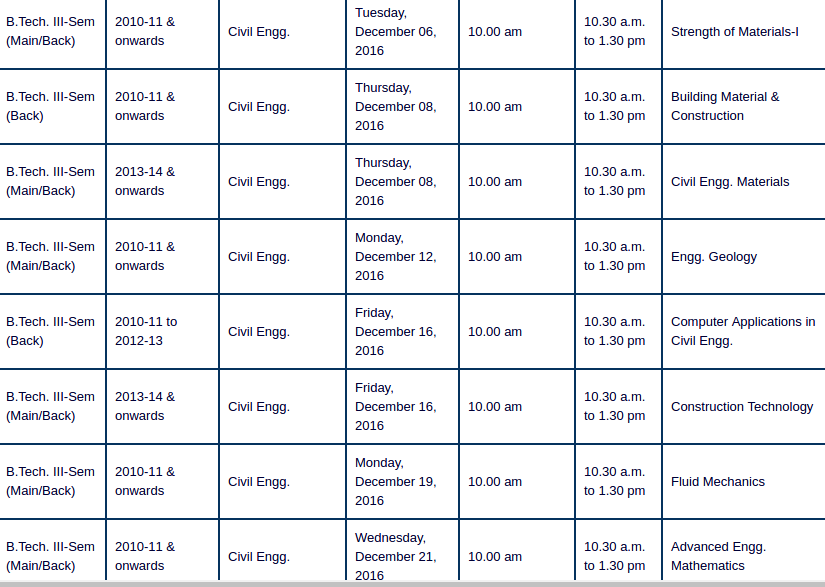 B.Tech. III-Sem (Main/Back) 2010-11 & onwards Civil Engg. Tuesday, December 06, 2016 10.00 am 10.30 a.m. to 1.30 pm Strength of Materials-I
B.Tech. III-Sem (Back) 2010-11 & onwards Civil Engg. Thursday, December 08, 2016 10.00 am 10.30 a.m. to 1.30 pm Building Material & Construction
B.Tech. III-Sem (Main/Back) 2013-14 & onwards Civil Engg. Thursday, December 08, 2016 10.00 am 10.30 a.m. to 1.30 pm Civil Engg. Materials
B.Tech. III-Sem (Main/Back) 2010-11 & onwards Civil Engg. Monday, December 12, 2016 10.00 am 10.30 a.m. to 1.30 pm Engg. Geology
B.Tech. III-Sem (Back) 2010-11 to 2012-13 Civil Engg. Friday, December 16, 2016 10.00 am 10.30 a.m. to 1.30 pm Computer Applications in Civil Engg.
B.Tech. III-Sem (Main/Back) 2013-14 & onwards Civil Engg. Friday, December 16, 2016 10.00 am 10.30 a.m. to 1.30 pm Construction Technology
B.Tech. III-Sem (Main/Back) 2010-11 & onwards Civil Engg. Monday, December 19, 2016 10.00 am 10.30 a.m. to 1.30 pm Fluid Mechanics
B.Tech. III-Sem (Main/Back) 2010-11 & onwards Civil Engg. Wednesday, December 21, 2016 10.00 am 10.30 a.m. to 1.30 pm Advanced Engg. Mathematics